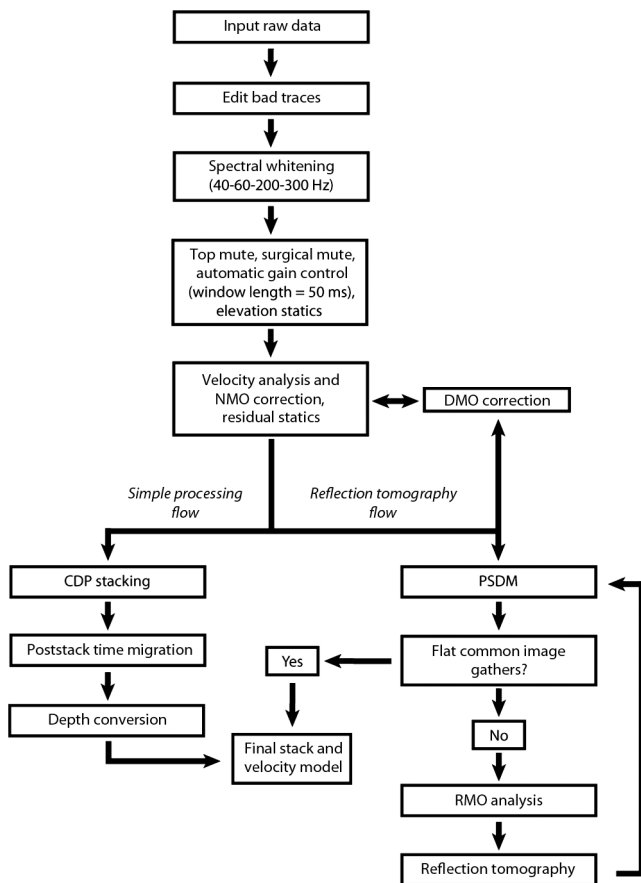 Input raw data
Edit bad traces
Spectral whitening
(40-60-200-300 Hz)
Top mute, surgical mute,
automatic gain control
(window length = 50 ms),
elevation statics
Velocity analysis and
NMO correction,
residual statics
DMO correction
Simple processing
flow
Reflection tomography
flow
CDP stacking
PSDM
Poststack time migration
Yes
Flat common image
gathers?
Depth conversion
Final stack and
velocity model
No
RMO analysis
Reflection tomography